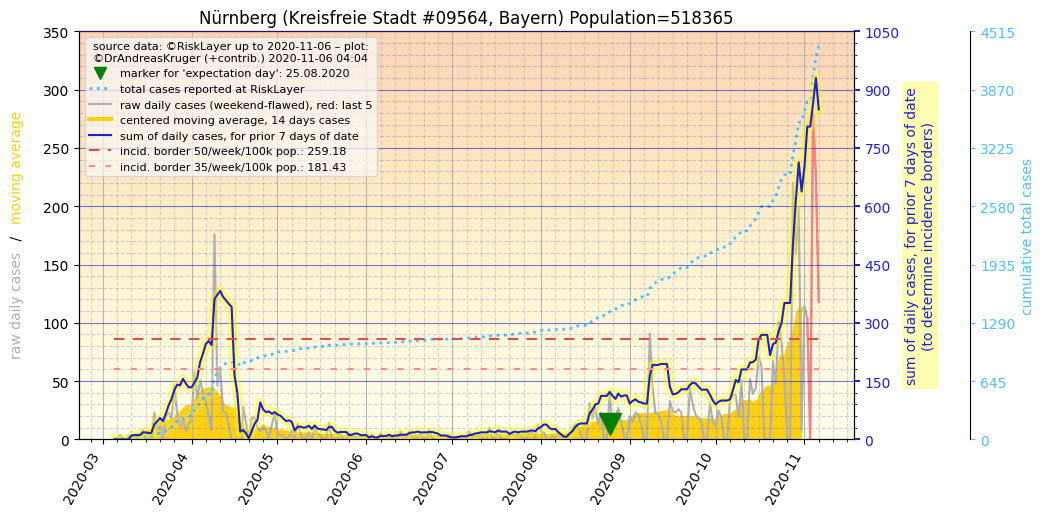 Nürnberg (Kreisfreie Stadt #09564, Bayern) Population=518365
source data: ©RiskLayer up to 2020-11-06 – plot:
©DrAndreasKruger (+contrib.) 2020-11-06 04:04
marker for 'expectation day': 25.08.2020
total cases reported at RiskLayer
raw daily cases (weekend-flawed), red: last 5
centered moving average, 14 days cases
sum of daily cases, for prior 7 days of date
incid. border 50/week/100k pop.: 259.18
incid. border 35/week/100k pop.: 181.43
raw daily cases / moving average
350
300
250
200
150
100
50
0
2020-03
2020-04
2020-05
2020-06
2020-07
2020-08
2020-09
2020-10
2020-11
1050
900
750
600
450
300
150
0
sum of daily cases, for prior 7 days of date
(to determine incidence borders)
4515
3870
3225
2580
1935
1290
645
0
cumulative total cases